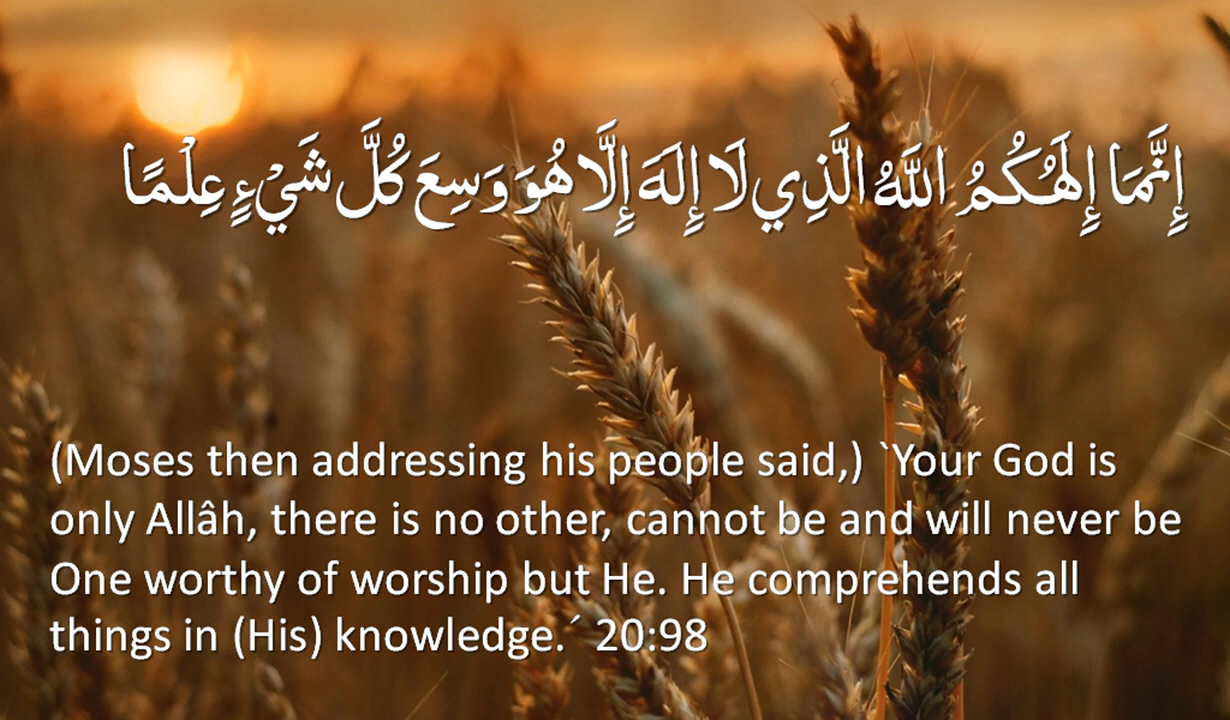 إِنَّمَا إِلَٰهُكُمُ اللَّهُ الَّذِي لَا إِلَٰهَ إِلَّا هُوَ وَسِعَ كُلَّ شَيْءٍ عِلْمًا
(Moses then addressing his people said,) `Your God is
only Allâh, there is no other, cannot be and will never be
One worthy of worship but He. He comprehends all
things in (His) knowledge.´ 20:98